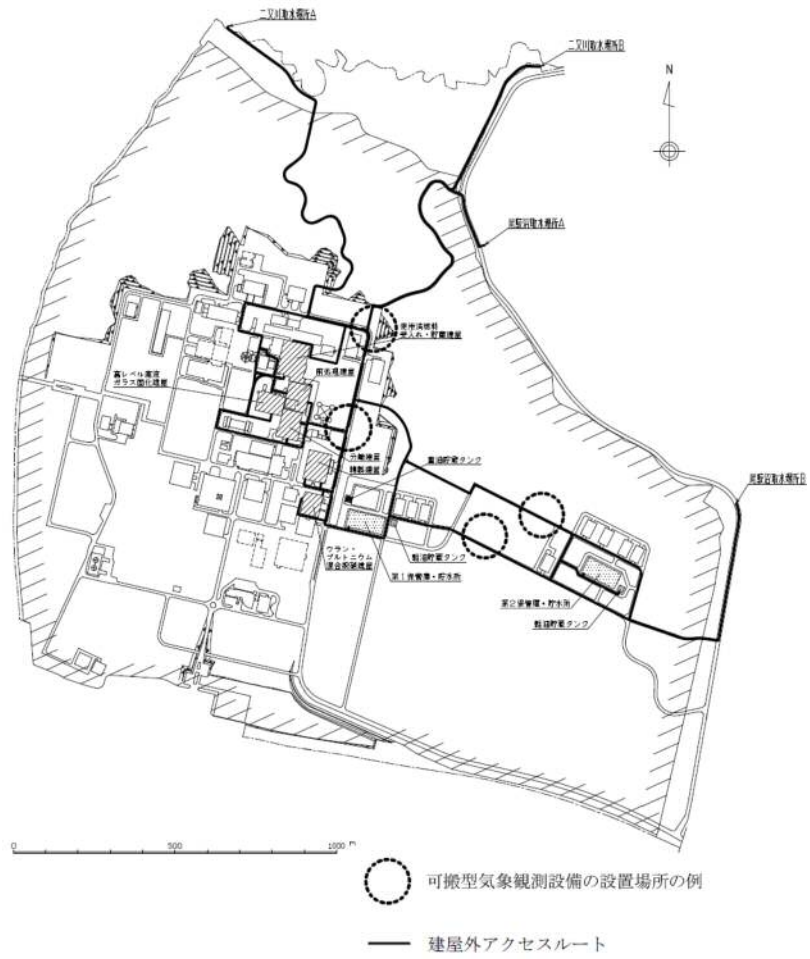 二又川取水場所A
二又川取水場所B
N
尾駮沼取水場所A
使用済燃料
受入れ・貯蔵建屋
前処理建屋
高レベル廃液
ガラス固化建屋
分離建屋
精製建屋
重油貯蔵タンク
尾駮沼取水場所B
ウラン・
プルトニウム
混合脱硝建屋
軽油貯蔵タンク
第1保管庫・貯水所
第2保管庫・貯水所
軽油貯蔵タンク
0 500 1000 m
可搬型気象観測設備の設置場所の例
建屋外アクセスルート